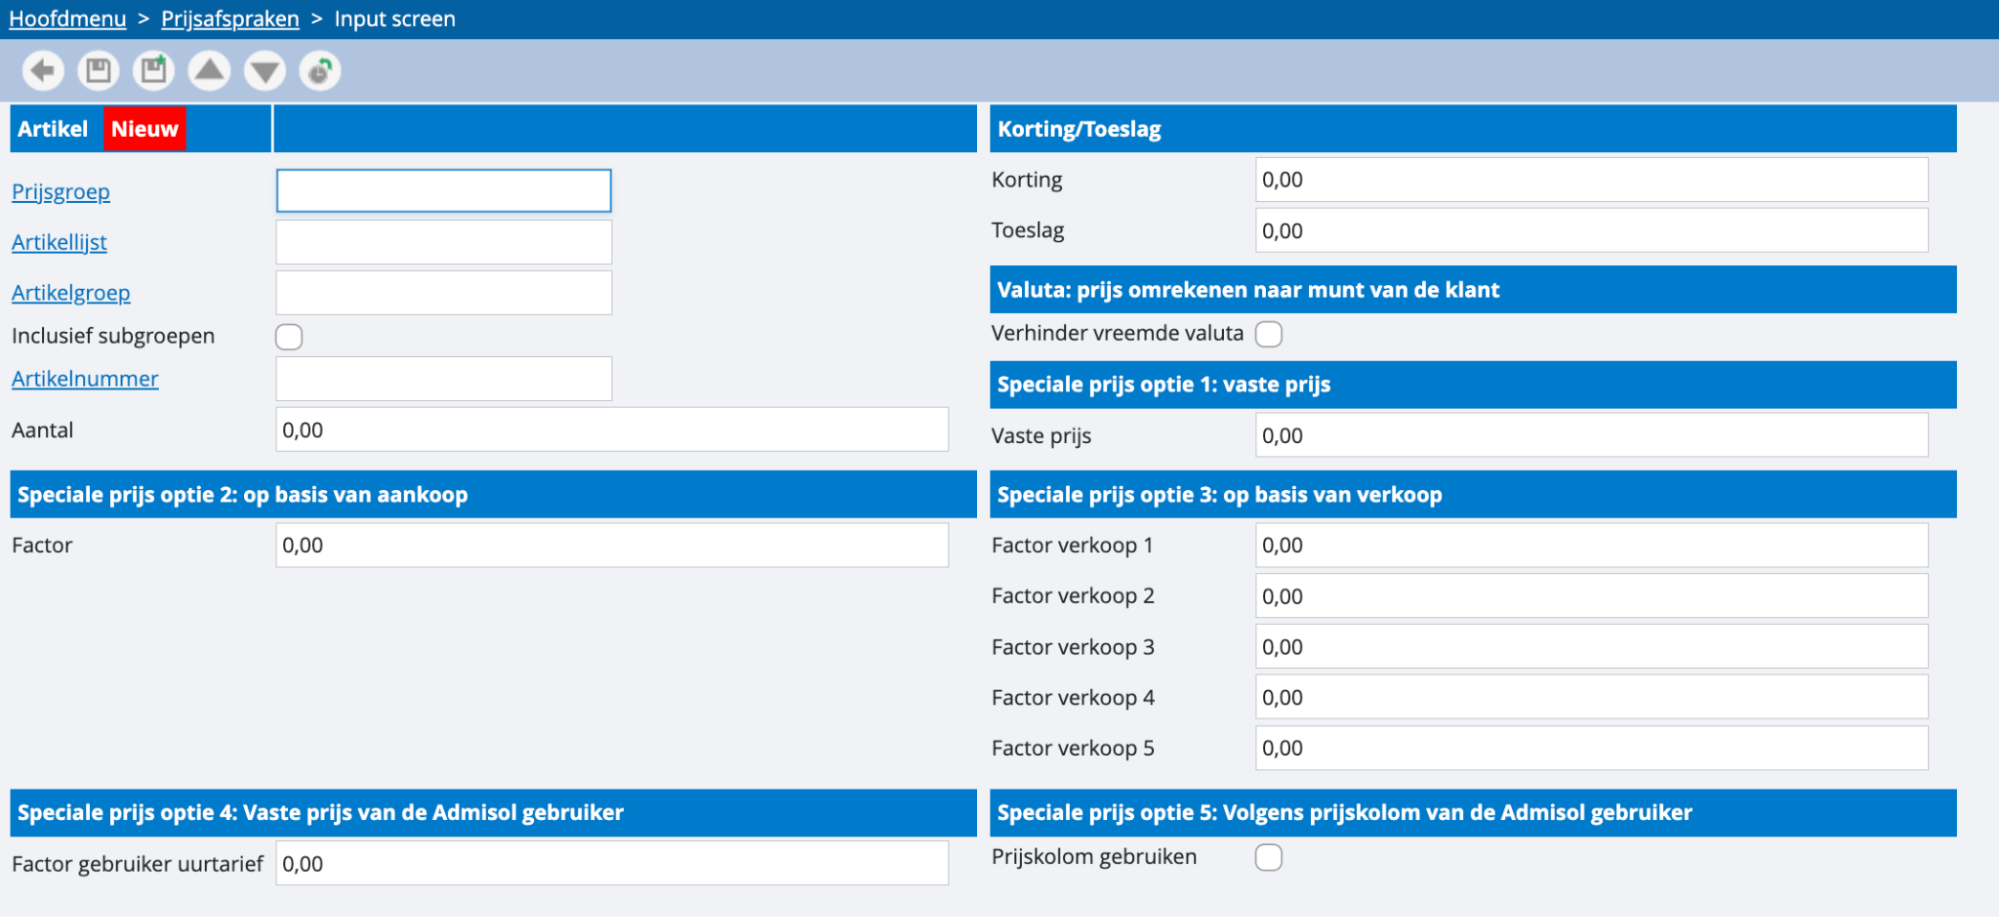 Hoofdmenu > Prijsafspraken > Input screen
Artikel Nieuw
Prijsgroep
Artikellijst
Artikelgroep
Inclusief subgroepen
Artikelnummer
Aantal 0,00
Korting/Toeslag
Korting 0,00
Toeslag 0,00
Valuta: prijs omrekenen naar munt van de klant
Verhinder vreemde valuta
Speciale prijs optie 1: vaste prijs
Vaste prijs 0,00
Speciale prijs optie 2: op basis van aankoop
Factor 0,00
Speciale prijs optie 3: op basis van verkoop
Factor verkoop 1 0,00
Factor verkoop 2 0,00
Factor verkoop 3 0,00
Factor verkoop 4 0,00
Factor verkoop 5 0,00
Speciale prijs optie 4: Vaste prijs van de Admisol gebruiker
Factor gebruiker uurtarief 0,00
Speciale prijs optie 5: Volgens prijskolom van de Admisol gebruiker
Prijskolom gebruiken